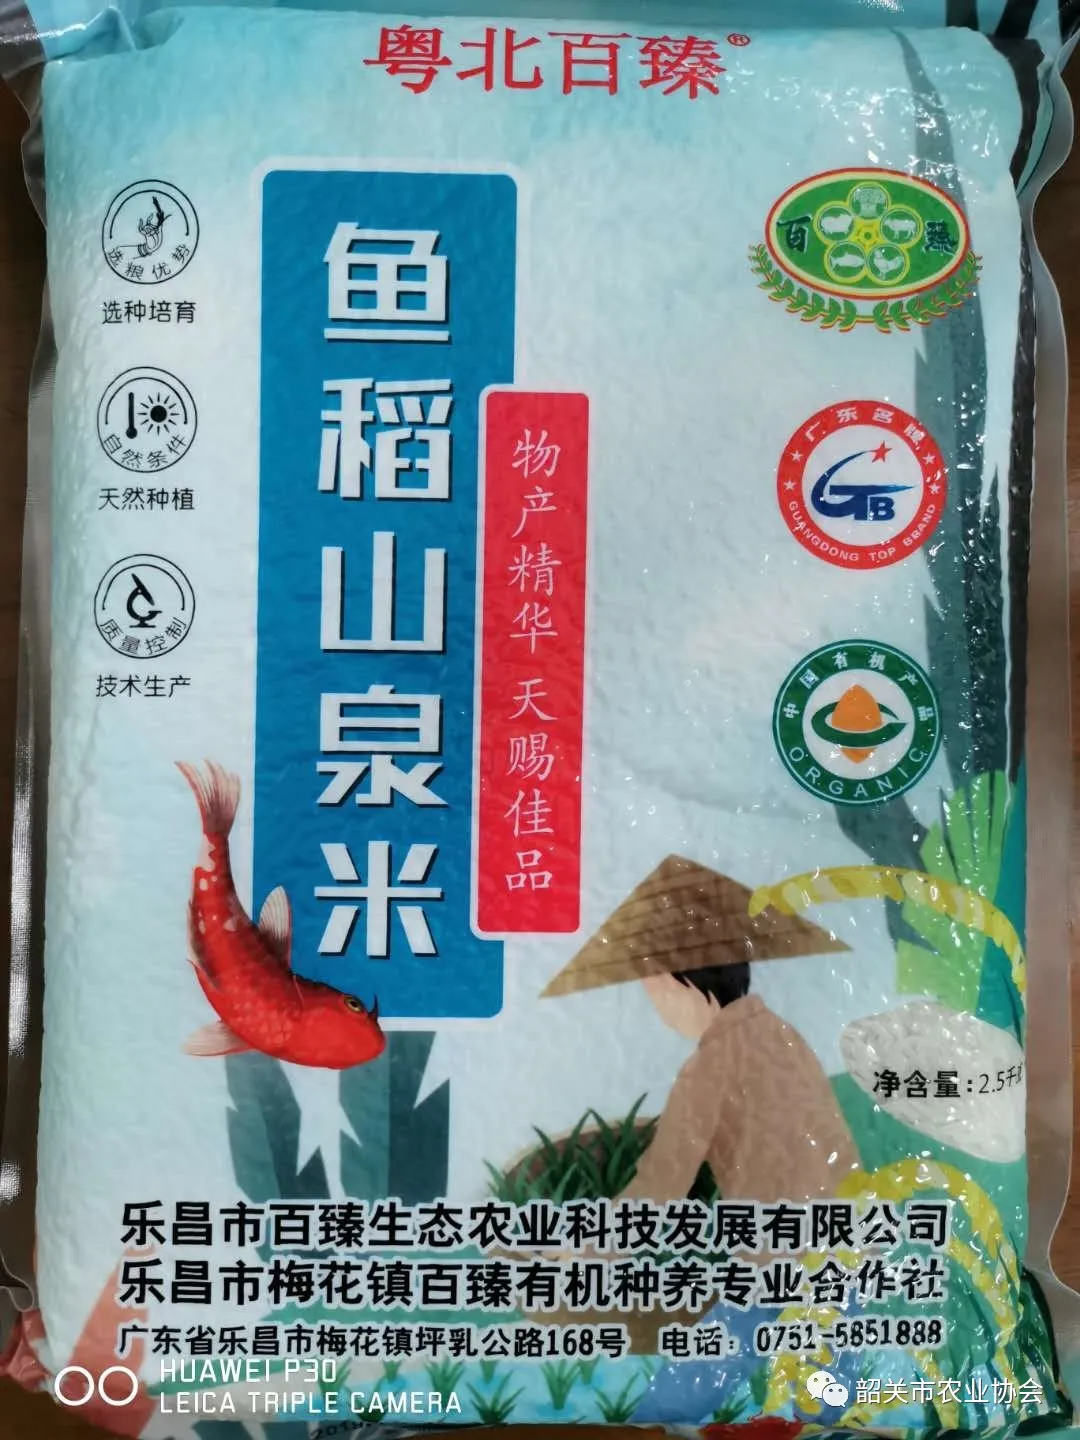 粤北百臻®
百臻
选粮优势
选种培育
自然条件
天然种植
质量控制
技术生产
鱼稻山泉米
物产精华 天赐佳品
广东名牌
GTB
GUANGDONG TOP BRAND
中国有机产品
ORGANIC
净含量:2.5千
乐昌市百臻生态农业科技发展有限公司
乐昌市梅花镇百臻有机种养专业合作社
广东省乐昌市梅花镇坪乳公路168号 电话: 0751-5851888
HUAWEI P30
LEICA TRIPLE CAMERA
韶关市农业协会